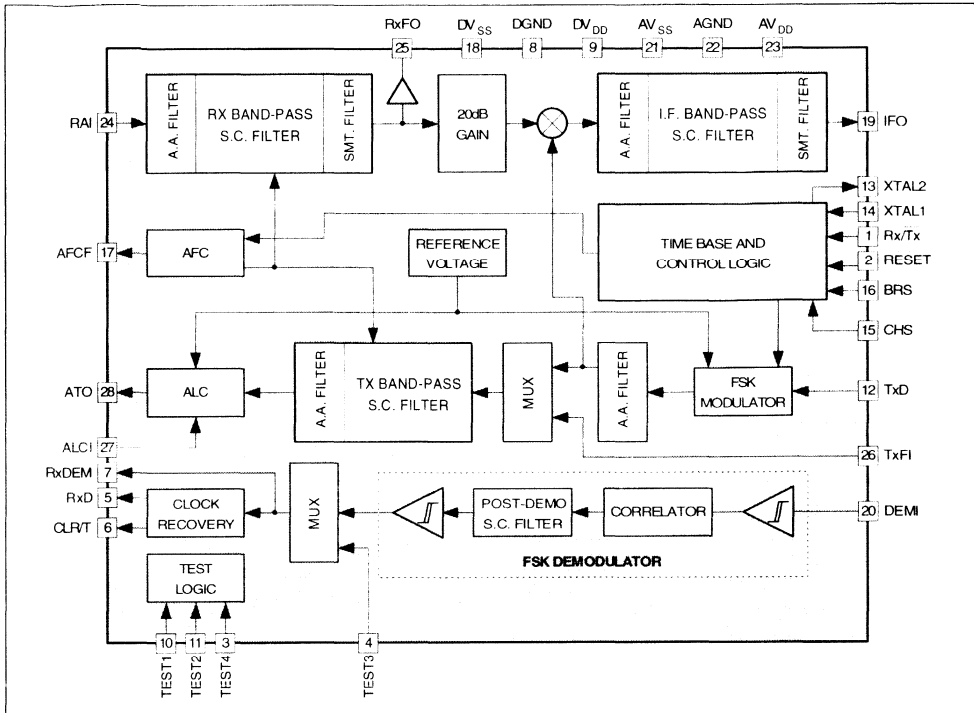 RxFO DVSS DGND DVDD AVSS AGND AVDD
25 18 8 9 21 22 23
RAI 24
A.A. FILTER
RX BAND-PASS
S.C. FILTER
SMT. FILTER
20dB
GAIN
A.A. FILTER
I.F. BAND-PASS
S.C. FILTER
SMT. FILTER
19 IFO
13 XTAL2
14 XTAL1
1 Rx/Tx
2 RESET
16 BRS
15 CHS
TIME BASE AND
CONTROL LOGIC
AFCF 17
AFC
REFERENCE
VOLTAGE
ATO 28
ALC
A.A. FILTER
TX BAND-PASS
S.C. FILTER
MUX
A.A. FILTER
FSK
MODULATOR
12 TxD
ALCI 27
26 TxFI
RxDEM 7
RxD 5
CLR/T 6
CLOCK
RECOVERY
MUX
POST-DEMO
S.C. FILTER
CORRELATOR
20 DEMI
FSK DEMODULATOR
TEST
LOGIC
10 11 3 4
TEST1 TEST2 TEST4 TEST3